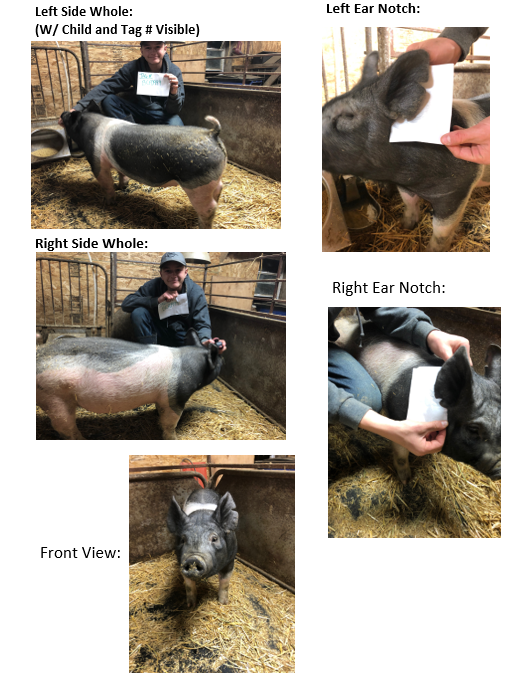 Left Side Whole:
(W/ Child and Tag # Visible)
Left Ear Notch:
Right Side Whole:
Right Ear Notch:
Front View: